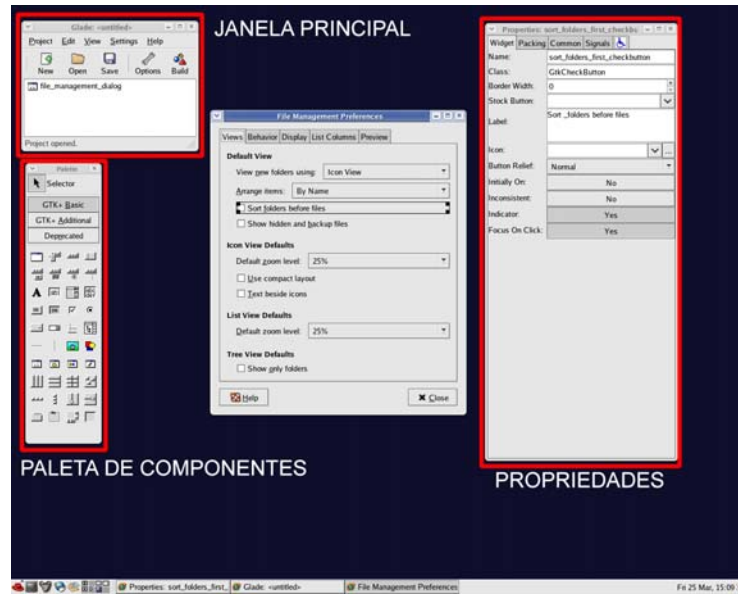 Glade: <untitled>
Project Edit View Settings Help
New Open Save Options Build
file_management_dialog
Project opened.
JANELA PRINCIPAL
Palette
Selector
GTK+ Basic
GTK+ Additional
Deprecated
PALETA DE COMPONENTES
File Management Preferences
Views Behavior Display List Columns Preview
Default View
View new folders using: Icon View
Arrange items: By Name
Sort folders before files
Show hidden and backup files
Icon View Defaults
Default zoom level: 25%
Use compact layout
Text beside icons
List View Defaults
Default zoom level: 25%
Tree View Defaults
Show only folders
Help Close
Properties: sort_folders_first_checkbu
Widget Packing Common Signals
Name: sort_folders_first_checkbutton
Class: GtkCheckButton
Border Width: 0
Stock Button:
Label: Sort _folders before files
Icon: ...
Button Relief: Normal
Initially On: No
Inconsistent: No
Indicator: Yes
Focus On Click: Yes
PROPRIEDADES
Properties: sort_folders_first_ Glade: <untitled> File Management Preferences Fri 25 Mar, 15:09